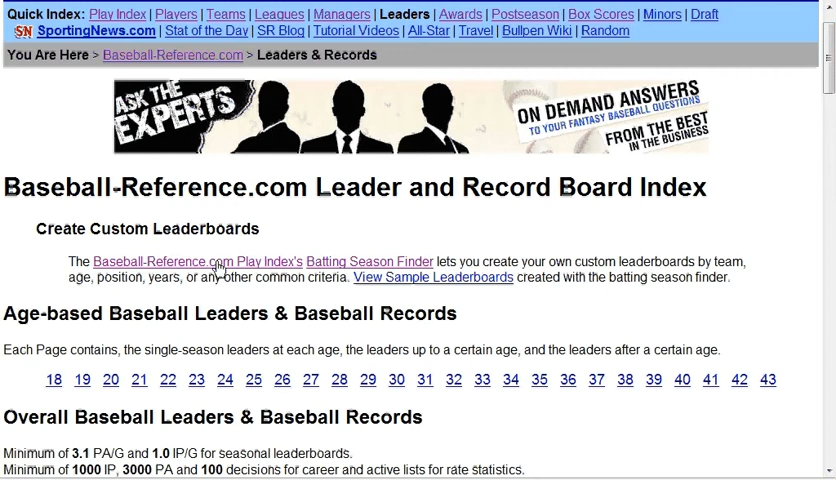 Quick Index: Play Index | Players | Teams | Leagues | Managers | Leaders | Awards | Postseason | Box Scores | Minors | Draft
SN SportingNews.com | Stat of the Day | SR Blog | Tutorial Videos | All-Star | Travel | Bullpen Wiki | Random
You Are Here > Baseball-Reference.com > Leaders & Records
ASK THE
EXPERTS
ON DEMAND ANSWERS
TO YOUR FANTASY BASEBALL QUESTIONS
FROM THE BEST
IN THE BUSINESS
Baseball-Reference.com Leader and Record Board Index
Create Custom Leaderboards
The Baseball-Reference.com Play Index's Batting Season Finder lets you create your own custom leaderboards by team,
age, position, years, or any other common criteria. View Sample Leaderboards created with the batting season finder.
Age-based Baseball Leaders & Baseball Records
Each Page contains, the single-season leaders at each age, the leaders up to a certain age, and the leaders after a certain age.
18 19 20 21 22 23 24 25 26 27 28 29 30 31 32 33 34 35 36 37 38 39 40 41 42 43
Overall Baseball Leaders & Baseball Records
Minimum of 3.1 PA/G and 1.0 IP/G for seasonal leaderboards.
Minimum of 1000 IP, 3000 PA and 100 decisions for career and active lists for rate statistics.